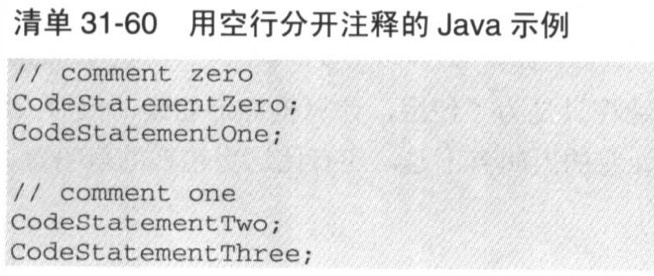 清单 31-60 用空行分开注释的 Java 示例
// comment zero
CodeStatementZero;
CodeStatementOne;
// comment one
CodeStatementTwo;
CodeStatementThree;